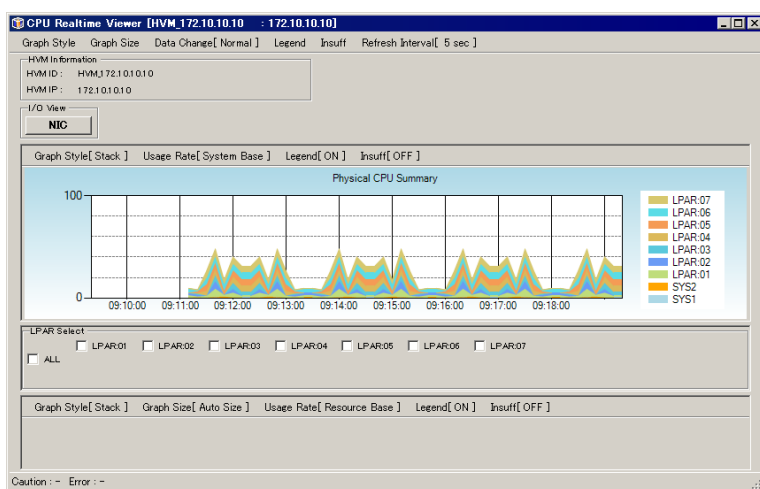 CPU Realtime Viewer [HVM_172.10.10.10 : 172.10.10.10]
Graph Style Graph Size Data Change[ Normal ] Legend Insuff Refresh Interval[ 5 sec ]
HVM Information
HVM ID : HVM_172.10.10.10
HVM IP : 172.10.10.10
I/O View
NIC
Graph Style[ Stack ] Usage Rate[ System Base ] Legend[ ON ] Insuff[ OFF ]
Physical CPU Summary
100
0
09:10:00 09:11:00 09:12:00 09:13:00 09:14:00 09:15:00 09:16:00 09:17:00 09:18:00
LPAR:07
LPAR:06
LPAR:05
LPAR:04
LPAR:03
LPAR:02
LPAR:01
SYS2
SYS1
LPAR Select
ALL LPAR:01 LPAR:02 LPAR:03 LPAR:04 LPAR:05 LPAR:06 LPAR:07
Graph Style[ Stack ] Graph Size[ Auto Size ] Usage Rate[ Resource Base ] Legend[ ON ] Insuff[ OFF ]
Caution : - Error : -